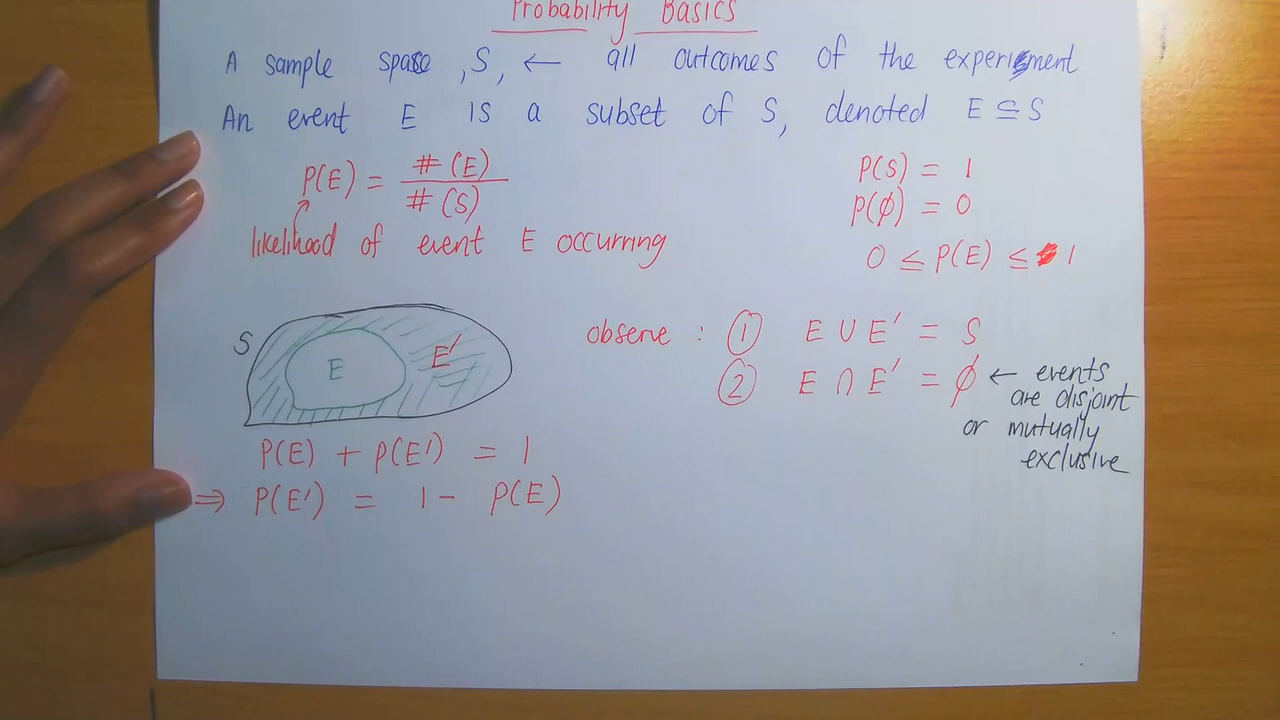 Probability Basics
A sample space, S, ← all outcomes of the experiment
An event E is a subset of S, denoted E ⊆ S
P(E) = #(E) / #(S)
likelihood of event E occurring
P(S) = 1
P(∅) = 0
0 ≤ P(E) ≤ 1
S
E
E'
observe : ① E ∪ E' = S
② E ∩ E' = ∅ ← events
are disjoint
or mutually
exclusive
P(E) + P(E') = 1
⇒ P(E') = 1 - P(E)